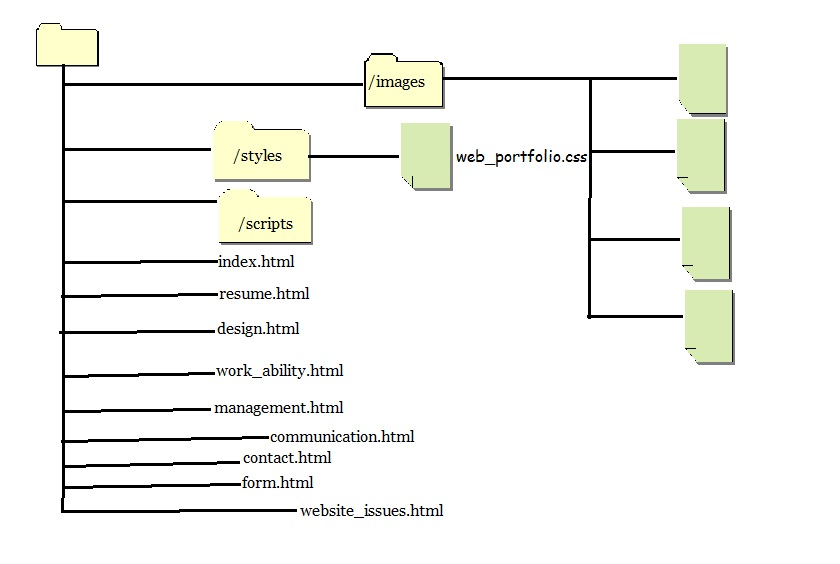 /images
/styles
web_portfolio.css
/scripts
index.html
resume.html
design.html
work_ability.html
management.html
communication.html
contact.html
form.html
website_issues.html